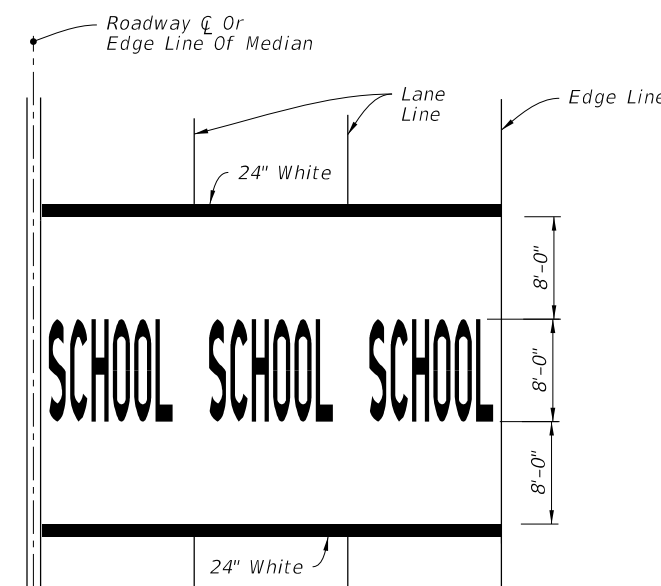 Roadway ℄ Or
Edge Line Of Median
Lane
Line
Edge Line
24" White
8'-0"
SCHOOL SCHOOL SCHOOL
8'-0"
8'-0"
24" White